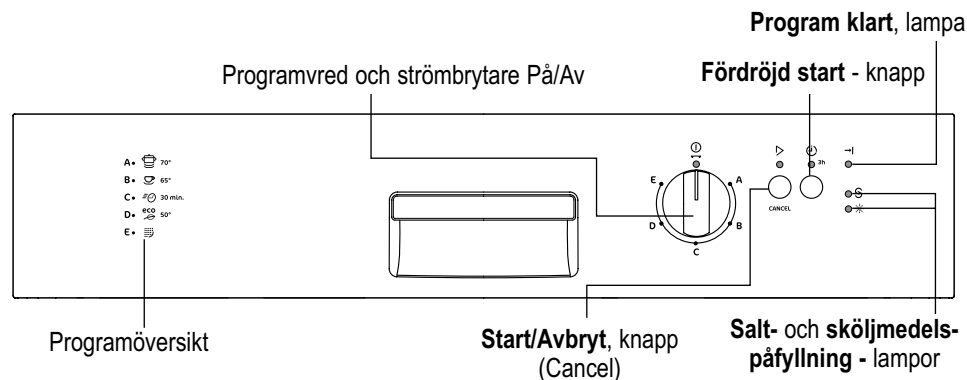 Program klart, lampa
Programvred och strömbrytare På/Av
Fördröjd start - knapp
A• 70°
B• 65°
C• 30 min.
D• eco 50°
E•
E
A
D
B
C
3h
CANCEL
S
Programöversikt
Start/Avbryt, knapp
(Cancel)
Salt- och sköljmedels-
påfyllning - lampor